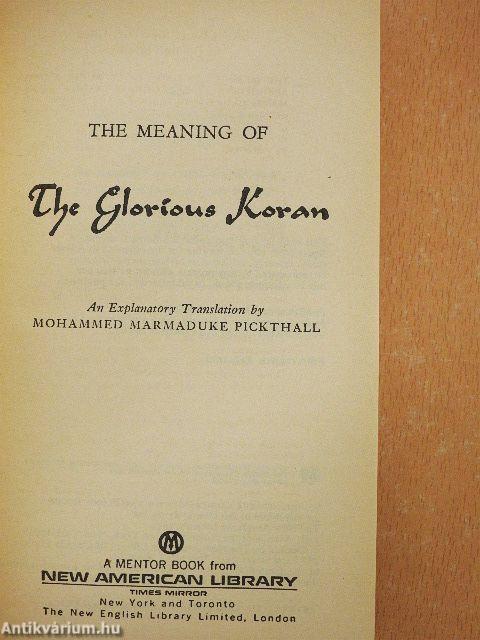 THE MEANING OF
The Glorious Koran
An Explanatory Translation by
MOHAMMED MARMADUKE PICKTHALL
M
A MENTOR BOOK from
NEW AMERICAN LIBRARY
TIMES MIRROR
New York and Toronto
The New English Library Limited, London
Antikvárium.hu